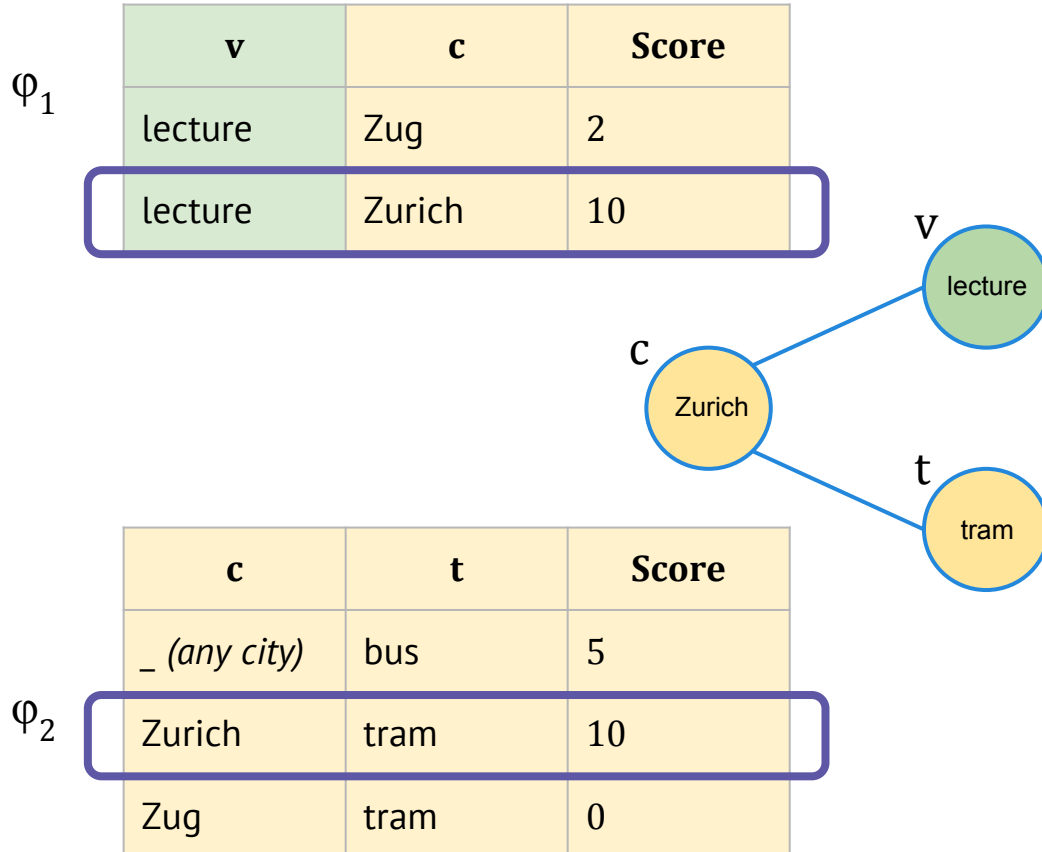 φ1
v c Score
lecture Zug 2
lecture Zurich 10
v
lecture
c
Zurich
t
tram
φ2
c t Score
_ (any city) bus 5
Zurich tram 10
Zug tram 0